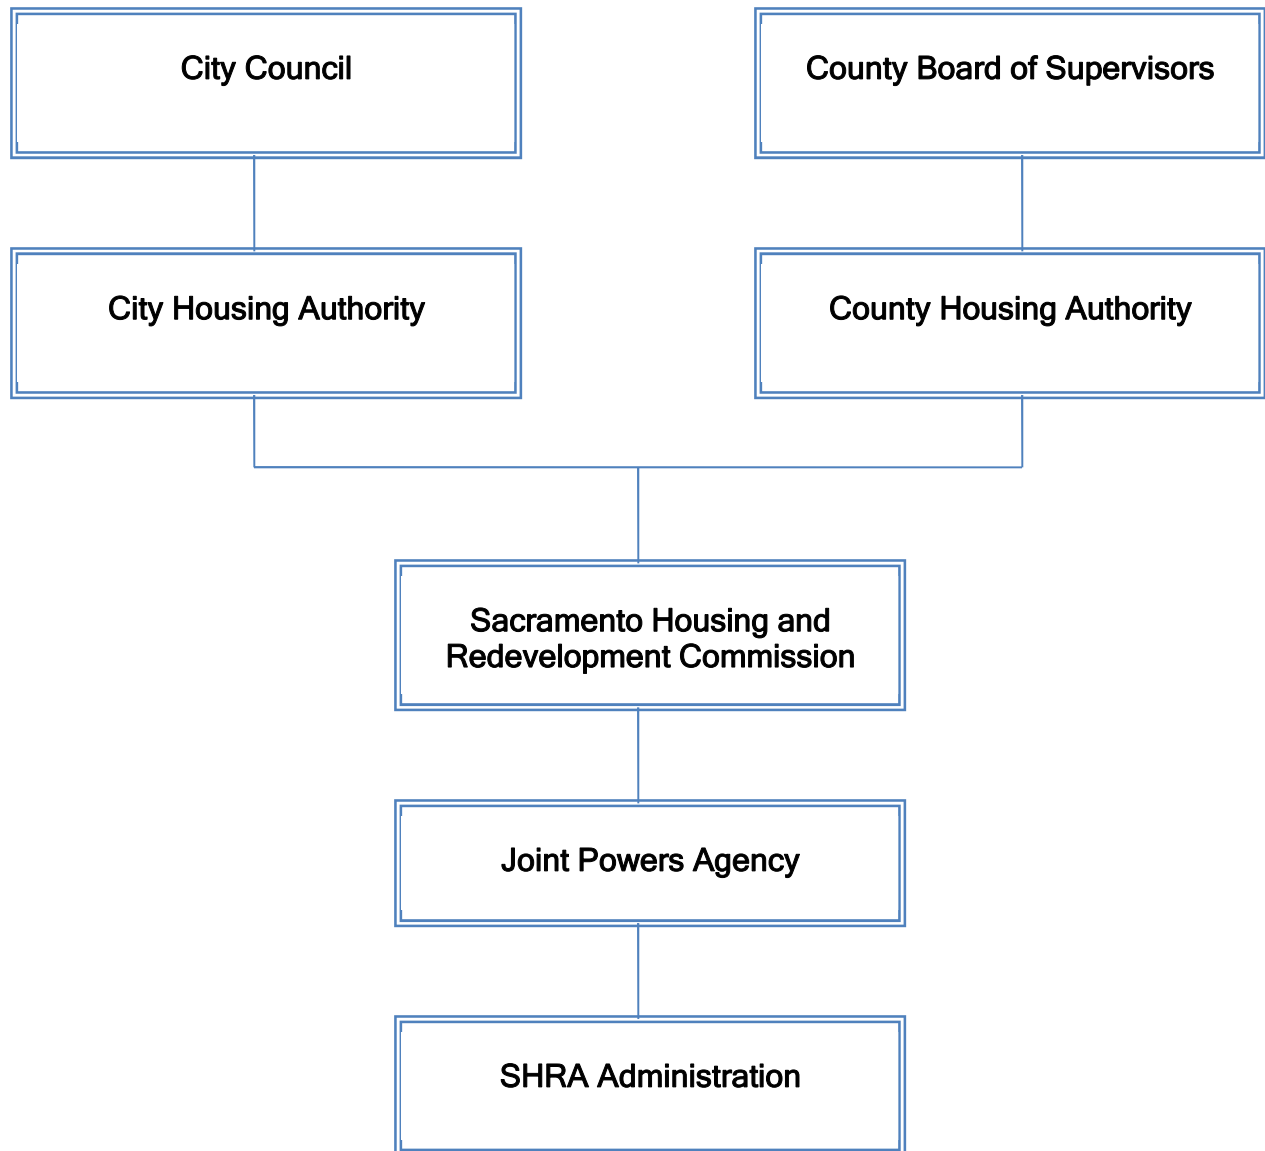 City Council
County Board of Supervisors
City Housing Authority
County Housing Authority
Sacramento Housing and
Redevelopment Commission
Joint Powers Agency
SHRA Administration